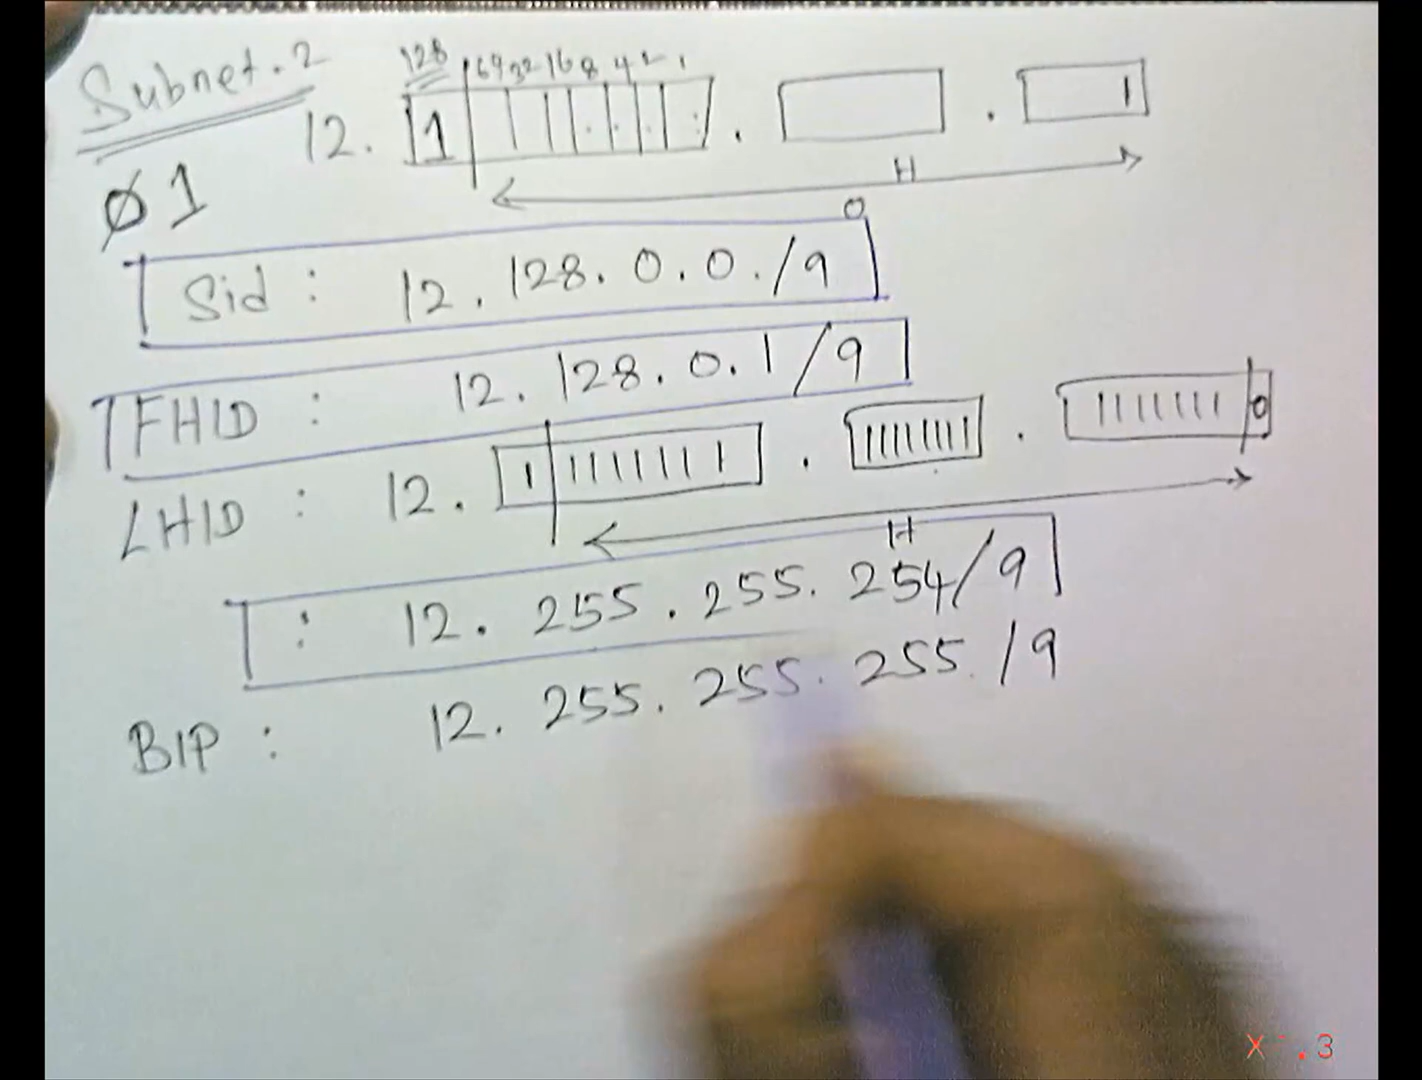 Subnet.2
128 64 32 16 8 4 2 1
12. 1 . . 1
0 1
H
0
Sid : 12.128.0.0./9
FHID : 12.128.0.1/9
LHID : 12. 1 1111111 . 11111111 . 1111111 0
H
: 12.255.255.254/9
BIP : 12.255.255.255./9